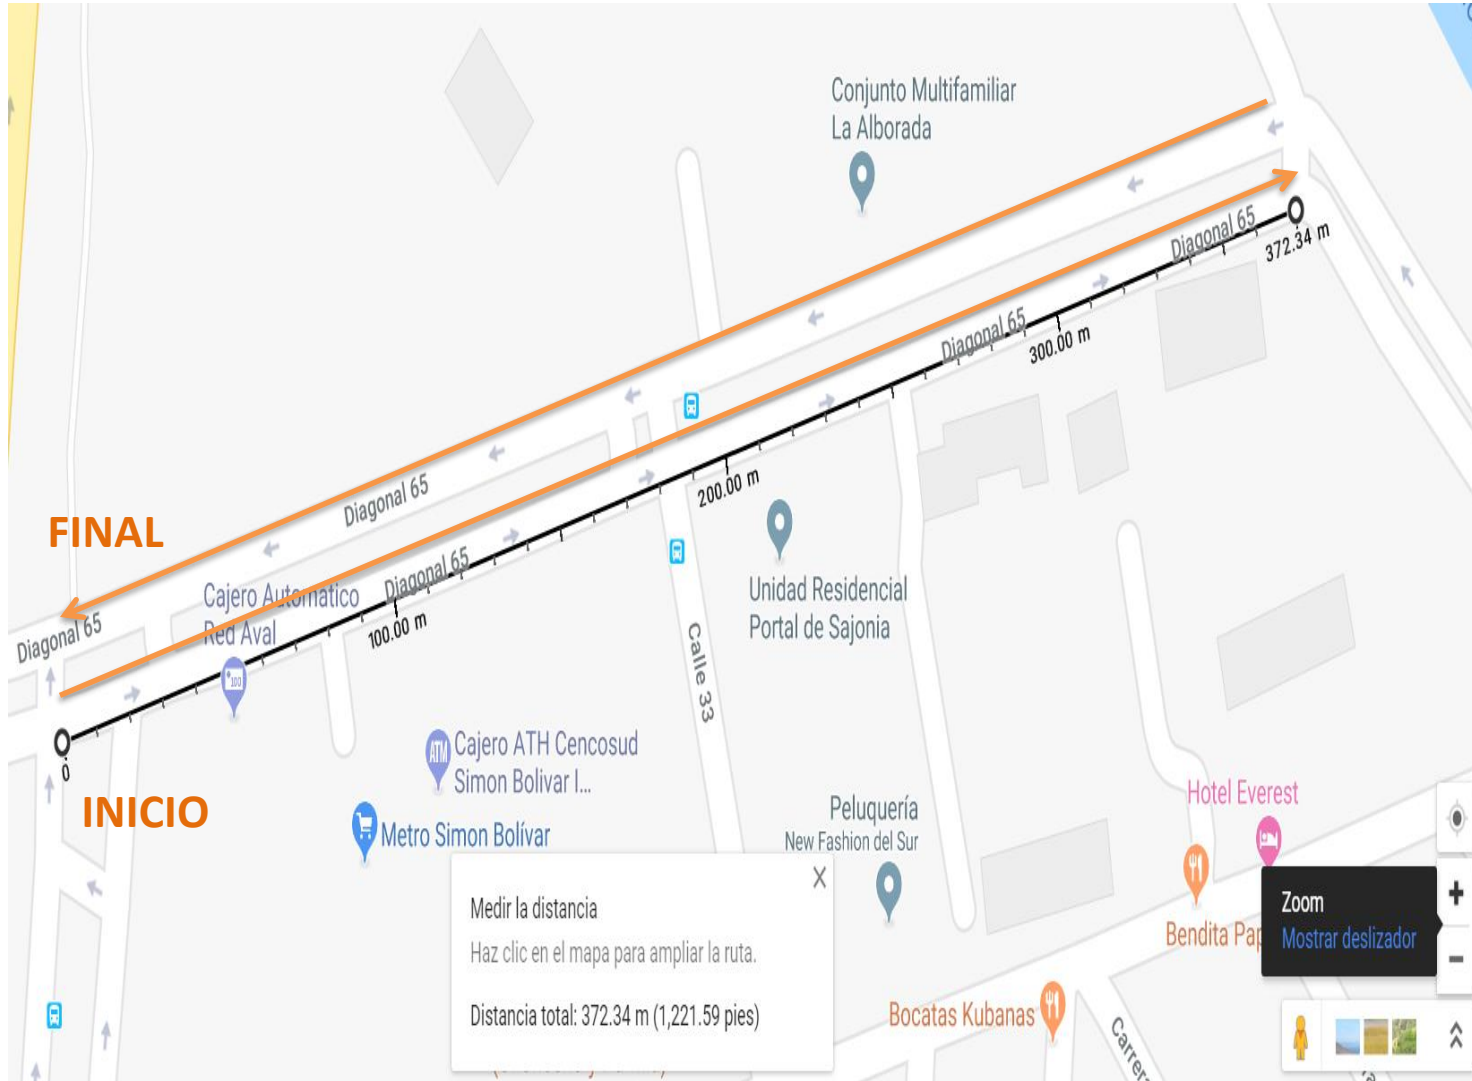 Conjunto Multifamiliar
La Alborada
Diagonal 65
372.34 m
Diagonal 65
300.00 m
Diagonal 65
200.00 m
FINAL
Diagonal 65
Cajero Automatico
Red Aval
100.00 m
Unidad Residencial
Portal de Sajonia
Diagonal 65
Calle 33
0
INICIO
ATM
Cajero ATH Cencosud
Simon Bolivar I...
Metro Simon Bolívar
Peluquería
New Fashion del Sur
Hotel Everest
Medir la distancia
Haz clic en el mapa para ampliar la ruta.
Distancia total: 372.34 m (1,221.59 pies)
Zoom
Mostrar deslizador
Bendita Pap
Bocatas Kubanas
Carrera